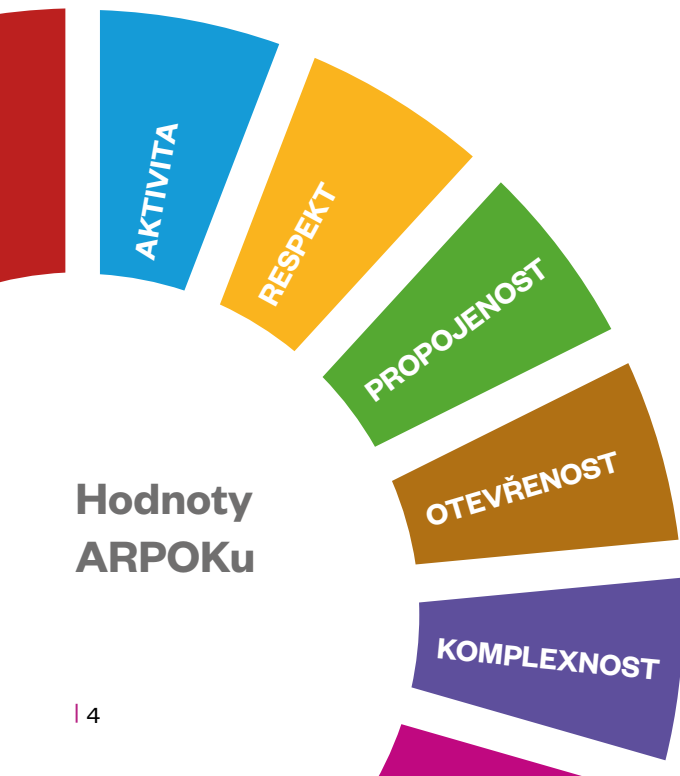 AKTIVITA
RESPEKT
PROPOJENOST
OTEVŘENOST
KOMPLEXNOST
Hodnoty
ARPOKu
4